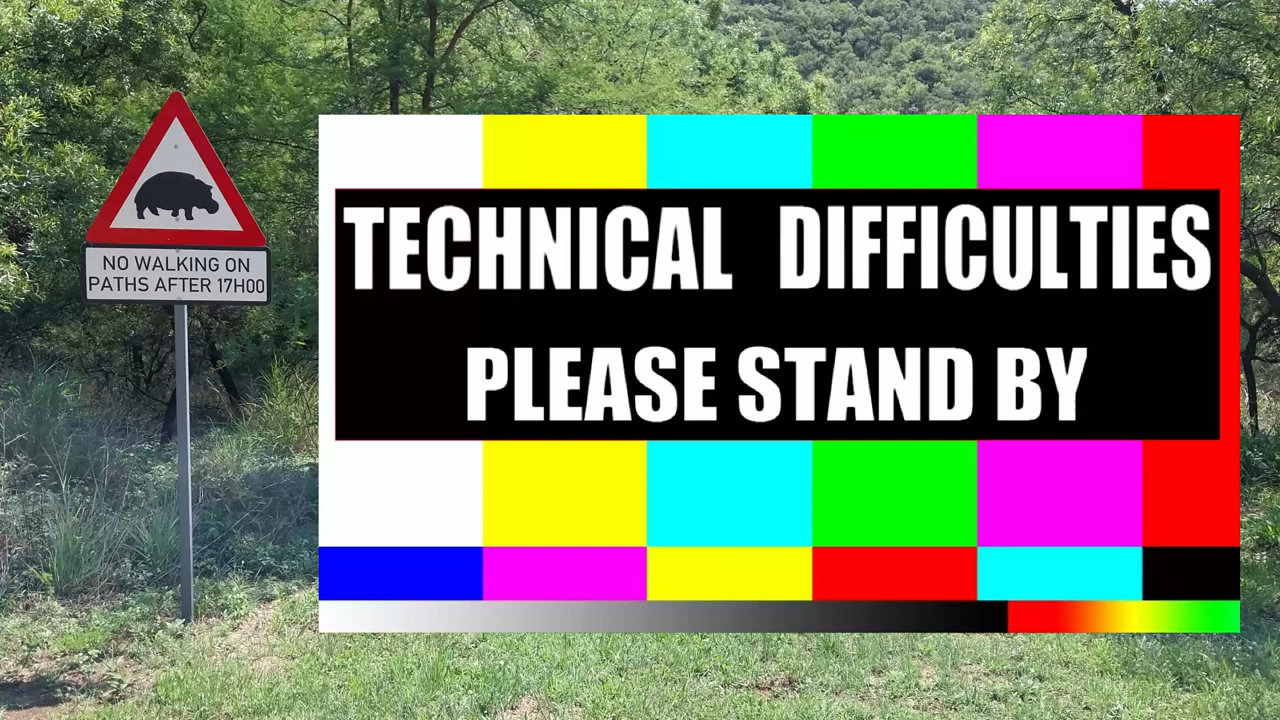 NO WALKING ON
PATHS AFTER 17H00
TECHNICAL DIFFICULTIES
PLEASE STAND BY